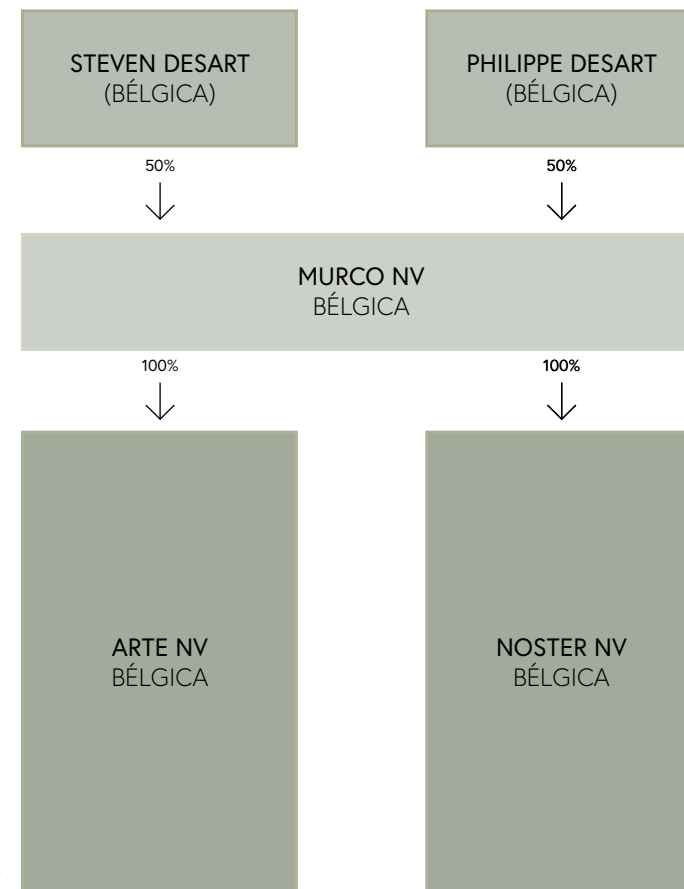 STEVEN DESART
(BÉLGICA)
PHILIPPE DESART
(BÉLGICA)
50%
50%
MURCO NV
BÉLGICA
100%
100%
ARTE NV
BÉLGICA
NOSTER NV
BÉLGICA